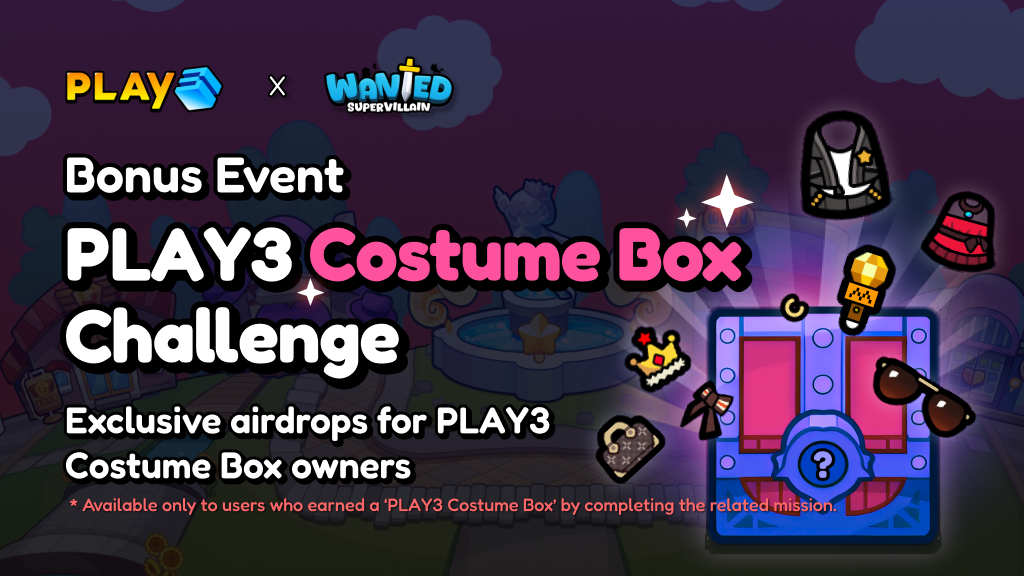 PLAY3 X WANTED SUPERVILLAIN
Bonus Event
PLAY3 Costume Box
Challenge
Exclusive airdrops for PLAY3
Costume Box owners
* Available only to users who earned a ‘PLAY3 Costume Box’ by completing the related mission.
?